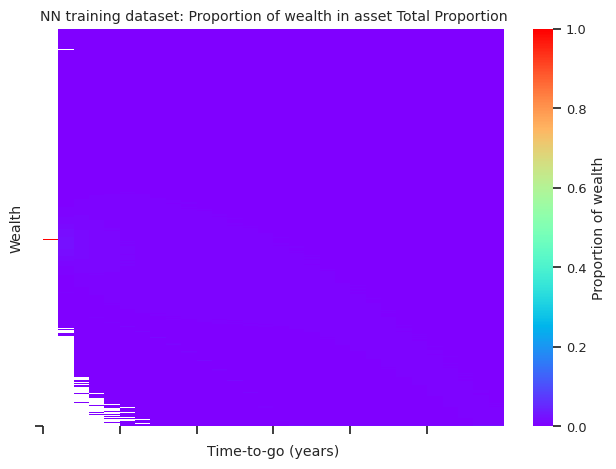 NN training dataset: Proportion of wealth in asset Total Proportion
Wealth
Time-to-go (years)
1.0
0.8
0.6
0.4
0.2
0.0
Proportion of wealth